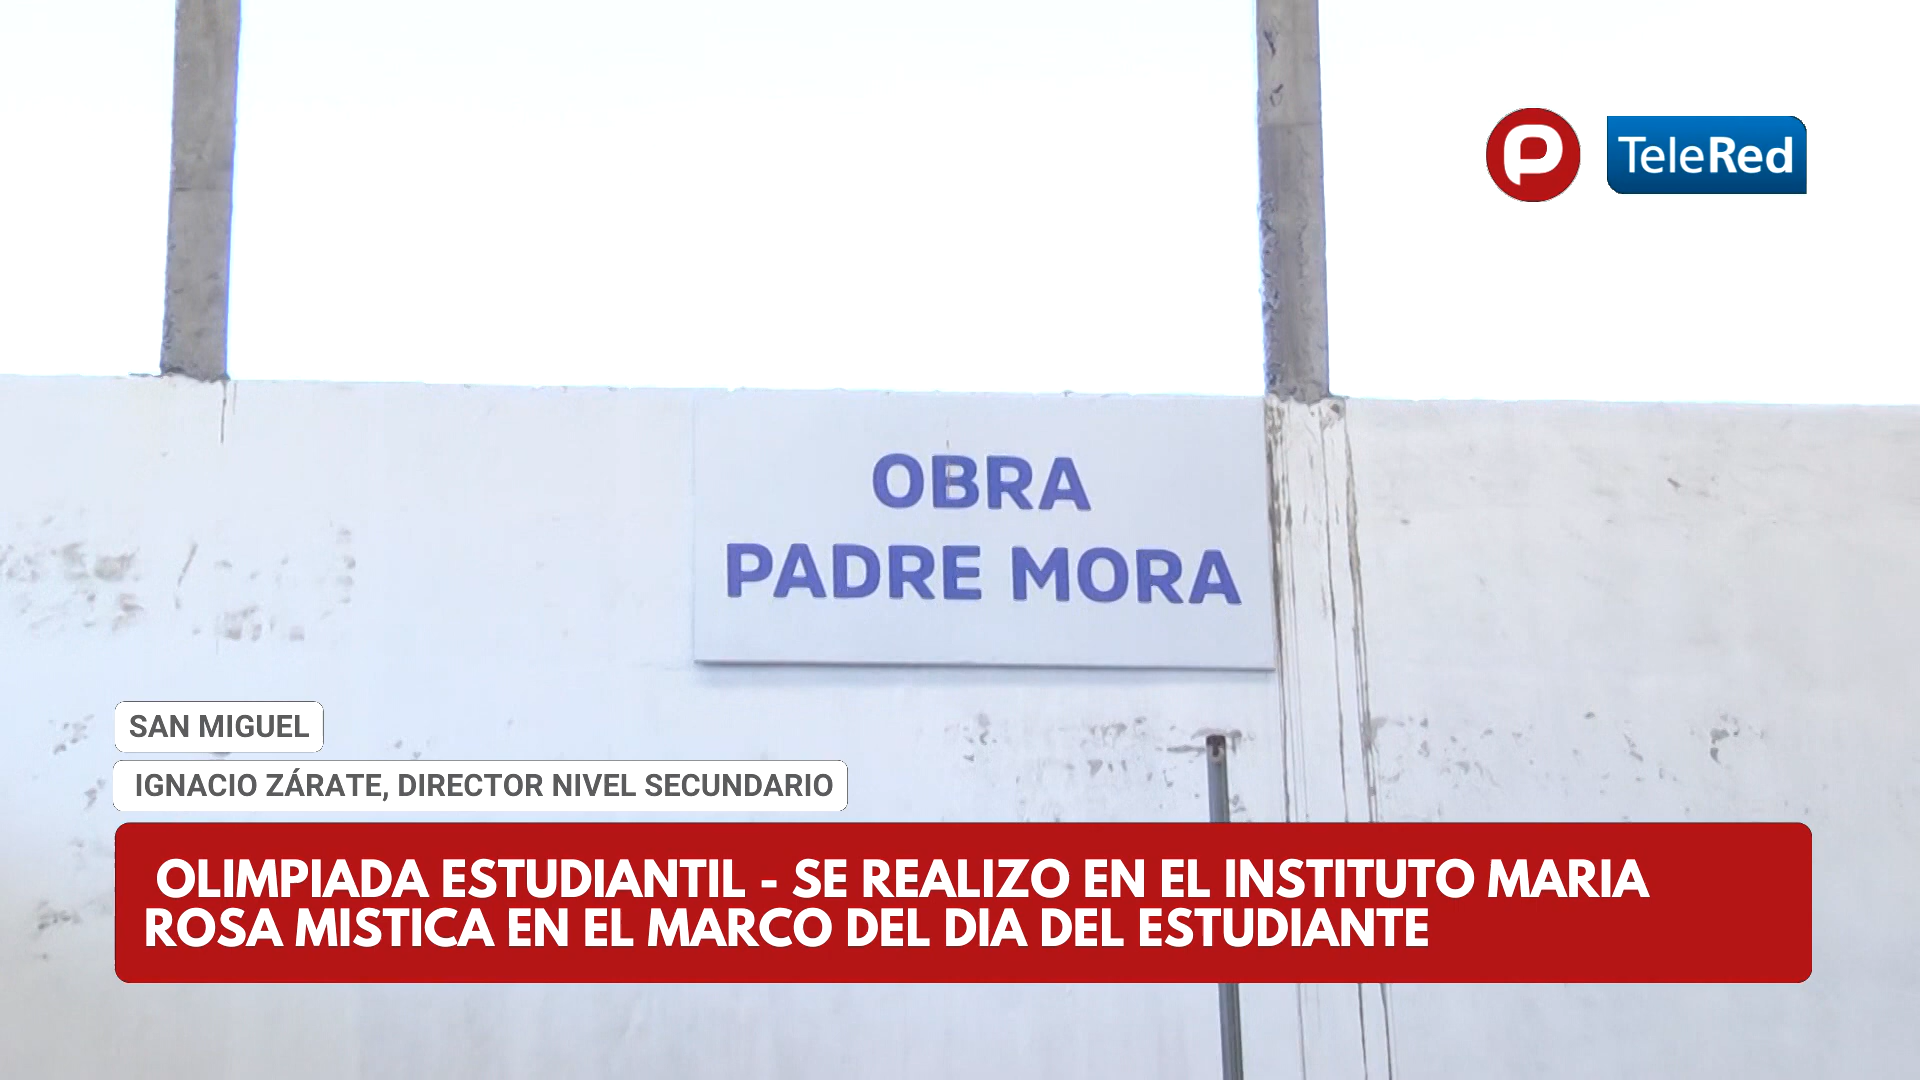 P
TeleRed
OBRA
PADRE MORA
SAN MIGUEL
IGNACIO ZÁRATE, DIRECTOR NIVEL SECUNDARIO
OLIMPIADA ESTUDIANTIL - SE REALIZO EN EL INSTITUTO MARIA
ROSA MISTICA EN EL MARCO DEL DIA DEL ESTUDIANTE